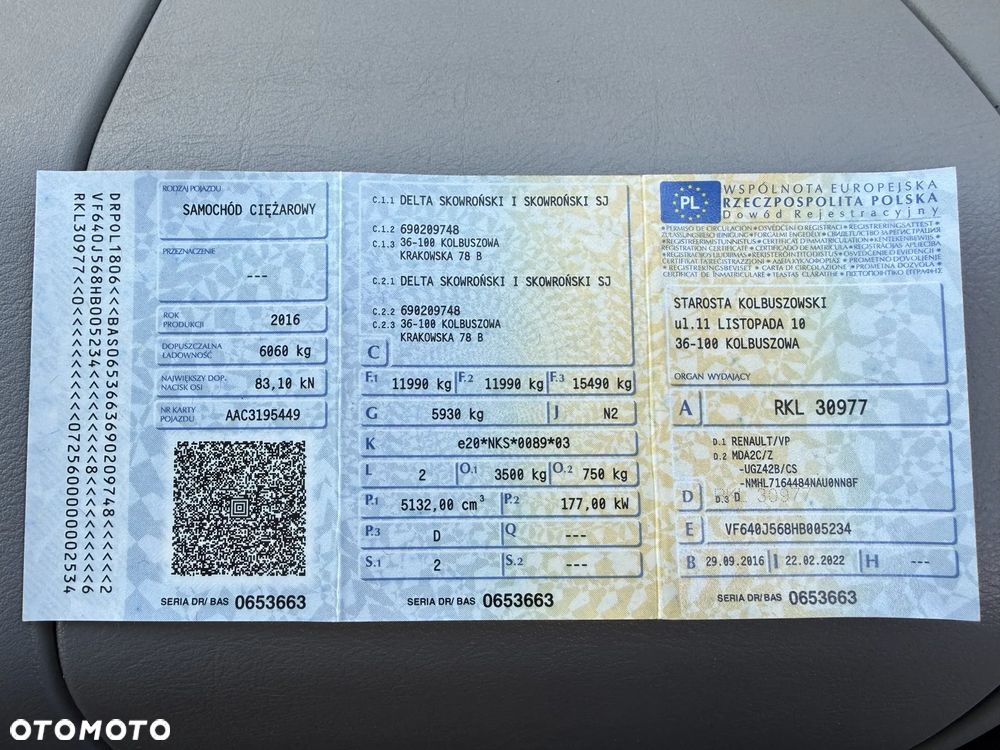 DRPOL1806<<BAS0653663690209748<<<<<2
VF640J568HB005234<<<<<<<<<8<<<<<<<<6
RODZAJ POJAZDU
SAMOCHÓD CIĘŻAROWY
PRZEZNACZENIE
---
ROK
PRODUKCJI
2016
DOPUSZCZALNA
ŁADOWNOŚĆ
6060 kg
NAJWIĘKSZY DOP.
NACISK OSI
83,10 kN
NR KARTY
POJAZDU
AAC3195449
SERIA DR/ BAS 0653663
C.1.1 DELTA SKOWROŃSKI I SKOWROŃSKI SJ
C.1.2 690209748
C.1.3 36-100 KOLBUSZOWA
KRAKOWSKA 78 B
C.2.1 DELTA SKOWROŃSKI I SKOWROŃSKI SJ
C.2.2 690209748
C.2.3 36-100 KOLBUSZOWA
KRAKOWSKA 78 B
C
F.1 11990 kg F.2 11990 kg F.3 15490 kg
G 5930 kg J N2
K e20*NKS*0089*03
L 2 O.1 3500 kg O.2 750 kg
P.1 5132,00 cm³ P.2 177,00 kW
P.3 D Q ---
S.1 2 S.2 ---
SERIA DR/ BAS 0653663
PL
WSPÓLNOTA EUROPEJSKA
RZECZPOSPOLITA POLSKA
Dowód Rejestracyjny
STAROSTA KOLBUSZOWSKI
ul.11 LISTOPADA 10
36-100 KOLBUSZOWA
ORGAN WYDAJĄCY
A RKL 30977
D.1 RENAULT/VP
D.2 MDA2C/Z
-UGZ42B/CS
-NMHL7164484NAU0NN8F
D D.3 D
E VF640J568HB005234
B 29.09.2016 I 22.02.2022 H ---
SERIA DR/ BAS 0653663
OTOMOTO